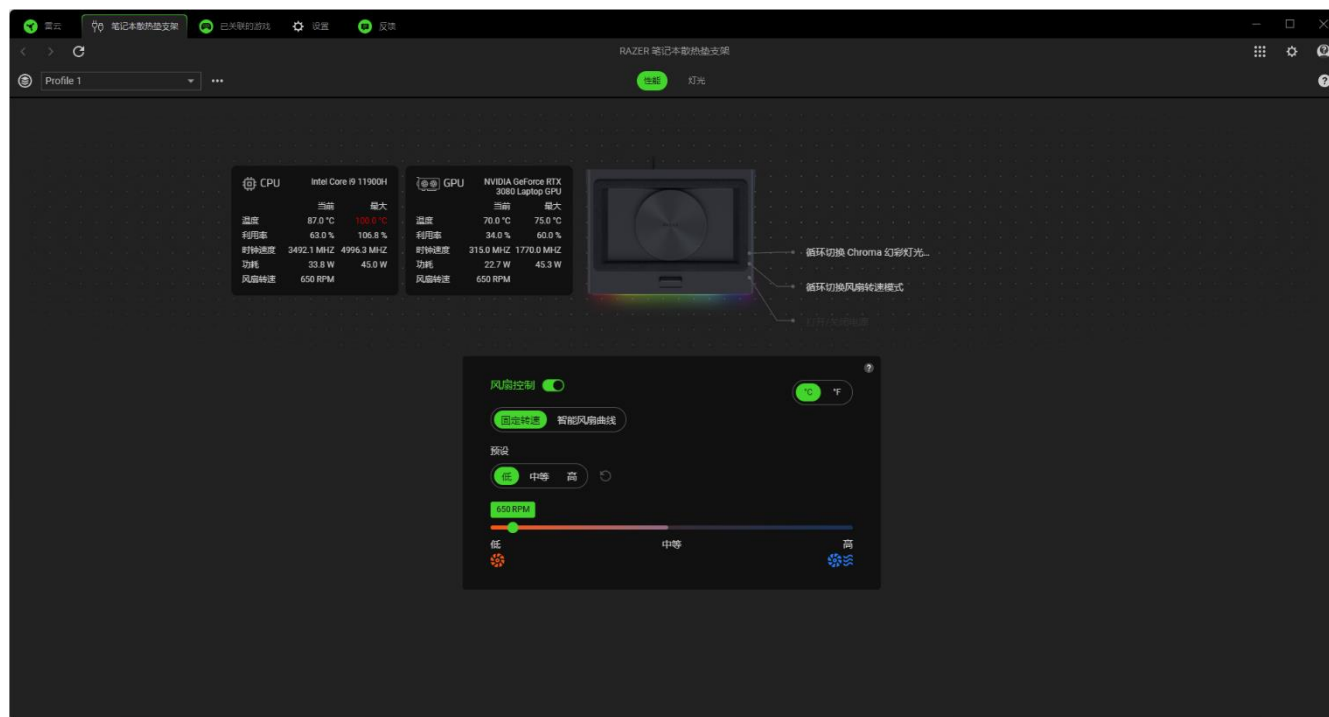 雷云
笔记本散热垫支架
已关联的游戏
设置
反馈
RAZER 笔记本散热垫支架
Profile 1
性能
灯光
CPU
Intel Core i9 11900H
当前 最大
温度 87.0 °C 100.0 °C
利用率 63.0 % 106.8 %
时钟速度 3492.1 MHZ 4996.3 MHZ
功耗 33.8 W 45.0 W
风扇转速 650 RPM
GPU
NVIDIA GeForce RTX
3080 Laptop GPU
当前 最大
温度 70.0 °C 75.0 °C
利用率 34.0 % 60.0 %
时钟速度 315.0 MHZ 1770.0 MHZ
功耗 22.7 W 45.3 W
风扇转速 650 RPM
循环切换 Chroma 幻彩灯光...
循环切换风扇转速模式
打开/关闭电源
风扇控制
°C °F
固定转速 智能风扇曲线
预设
低 中等 高
650 RPM
低 中等 高